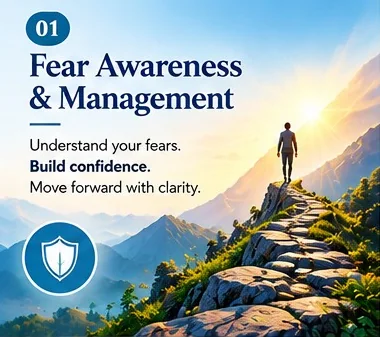 01
Fear Awareness
& Management
Understand your fears.
Build confidence.
Move forward with clarity.